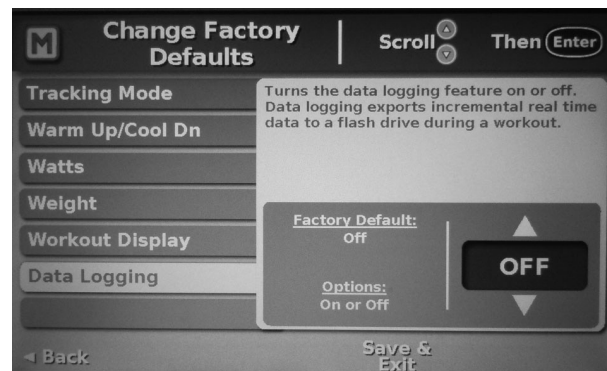 M
Change Factory
Defaults
Scroll
Then Enter
Tracking Mode
Warm Up/Cool Dn
Watts
Weight
Workout Display
Data Logging
Turns the data logging feature on or off.
Data logging exports incremental real time
data to a flash drive during a workout.
Factory Default:
Off
Options:
On or Off
OFF
Back
Save &
Exit